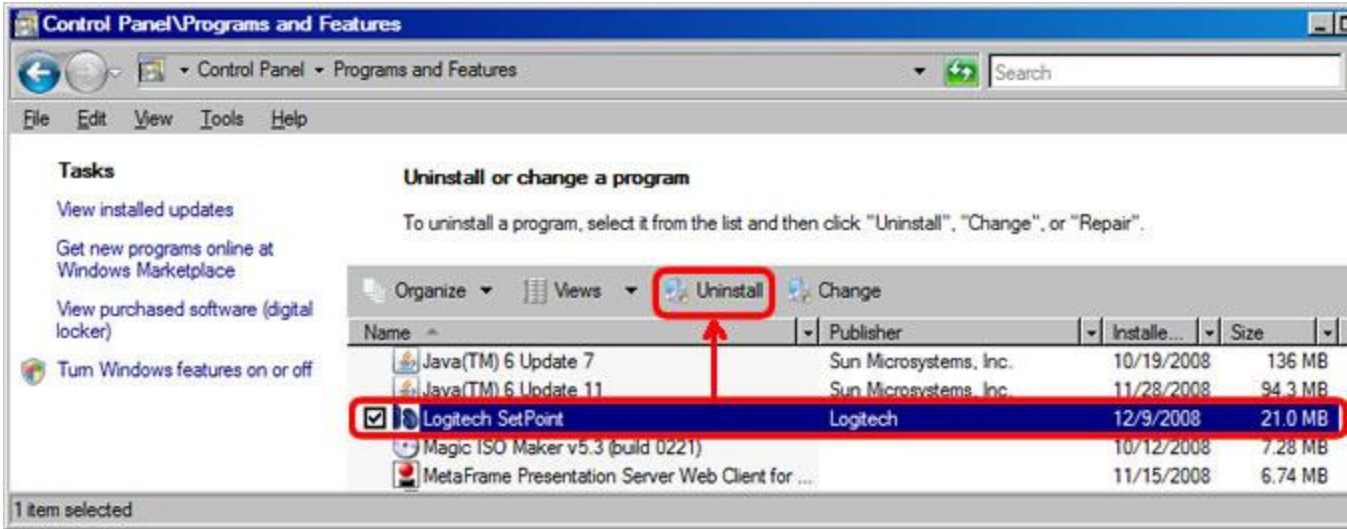 Control Panel\Programs and Features
Control Panel Programs and Features Search
File Edit View Tools Help
Tasks
View installed updates
Get new programs online at
Windows Marketplace
View purchased software (digital
locker)
Turn Windows features on or off
Uninstall or change a program
To uninstall a program, select it from the list and then click "Uninstall", "Change", or "Repair".
Organize Views Uninstall Change
Name Publisher Installe... Size
Java(TM) 6 Update 7 Sun Microsystems, Inc. 10/19/2008 136 MB
Java(TM) 6 Update 11 Sun Microsystems, Inc. 11/28/2008 94.3 MB
Logitech SetPoint Logitech 12/9/2008 21.0 MB
Magic ISO Maker v5.3 (build 0221) 10/12/2008 7.28 MB
MetaFrame Presentation Server Web Client for ... 11/15/2008 6.74 MB
1 item selected